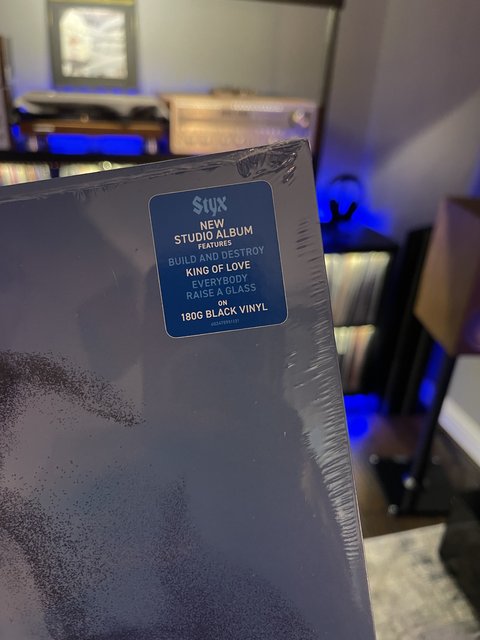 Styx
NEW
STUDIO ALBUM
FEATURES
BUILD AND DESTROY
KING OF LOVE
EVERYBODY
RAISE A GLASS
ON
180G BLACK VINYL